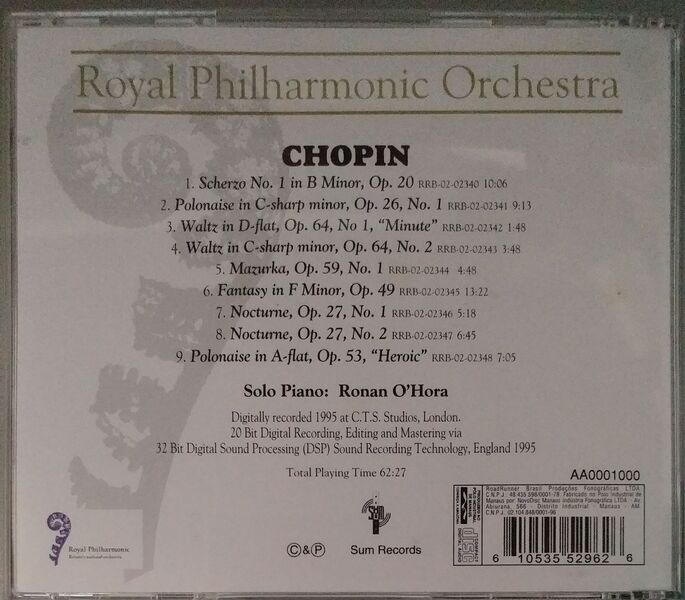 Royal Philharmonic Orchestra
CHOPIN
1. Scherzo No. 1 in B Minor, Op. 20 RRB-02-02340 10:06
2. Polonaise in C-sharp minor, Op. 26, No. 1 RRB-02-02341 9:13
3. Waltz in D-flat, Op. 64, No 1, “Minute” RRB-02-02342 1:48
4. Waltz in C-sharp minor, Op. 64, No. 2 RRB-02-02343 3:48
5. Mazurka, Op. 59, No. 1 RRB-02-02344 4:48
6. Fantasy in F Minor, Op. 49 RRB-02-02345 13:22
7. Nocturne, Op. 27, No. 1 RRB-02-02346 5:18
8. Nocturne, Op. 27, No. 2 RRB-02-02347 6:45
9. Polonaise in A-flat, Op. 53, “Heroic” RRB-02-02348 7:05
Solo Piano: Ronan O’Hora
Digitally recorded 1995 at C.T.S. Studios, London.
20 Bit Digital Recording, Editing and Mastering via
32 Bit Digital Sound Processing (DSP) Sound Recording Technology, England 1995
Total Playing Time 62:27
AA0001000
RoadRunner Brasil Produções Fonográficas LTDA
C.N.P.J.: 48.435.598/0001-78. Fabricado no Polo Industrial de
Manaus por NovoDisc Manaus Indústria Fonográfica LTDA - Av
Abiurana, 566 - Distrito Industrial - Manaus - AM.
C.N.P.J. 02.104.848/0001-96
COMPACT
disc
DIGITAL AUDIO
6 10535 52962 6
Royal Philharmonic
SUM
© & ℗ Sum Records